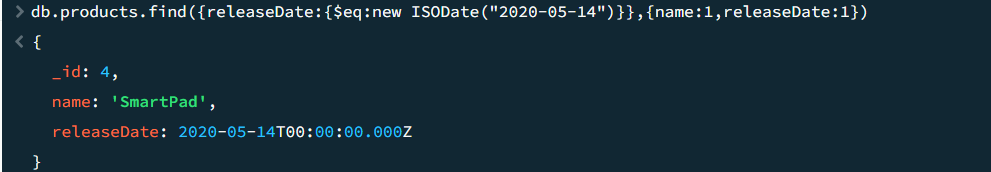 > db.products.find({releaseDate:{$eq:new ISODate("2020-05-14")}},{name:1,releaseDate:1})
< {
_id: 4,
name: 'SmartPad',
releaseDate: 2020-05-14T00:00:00.000Z
}